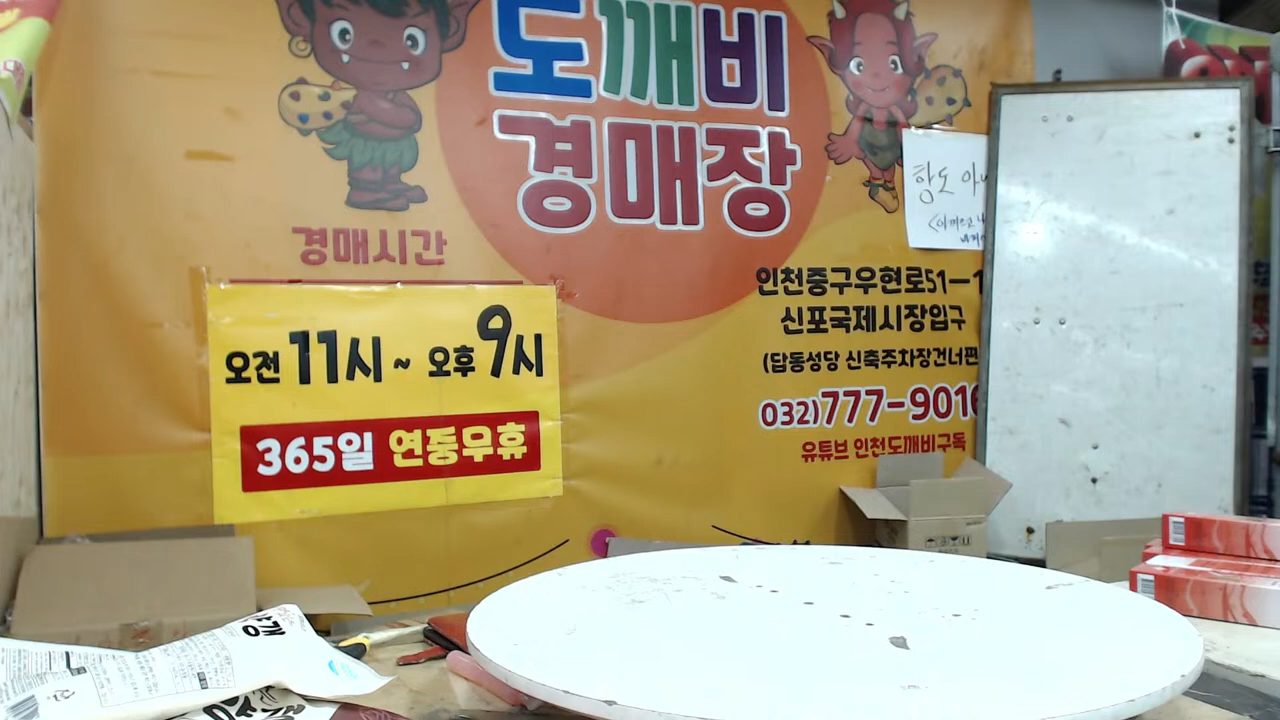 도깨비
경매장
경매시간
오전 11시 ~ 오후 9시
365일 연중무휴
항도
인천중구우현로51-1
신포국제시장입구
(답동성당 신축주차장건너편
032)777-9016
유튜브 인천도깨비구독